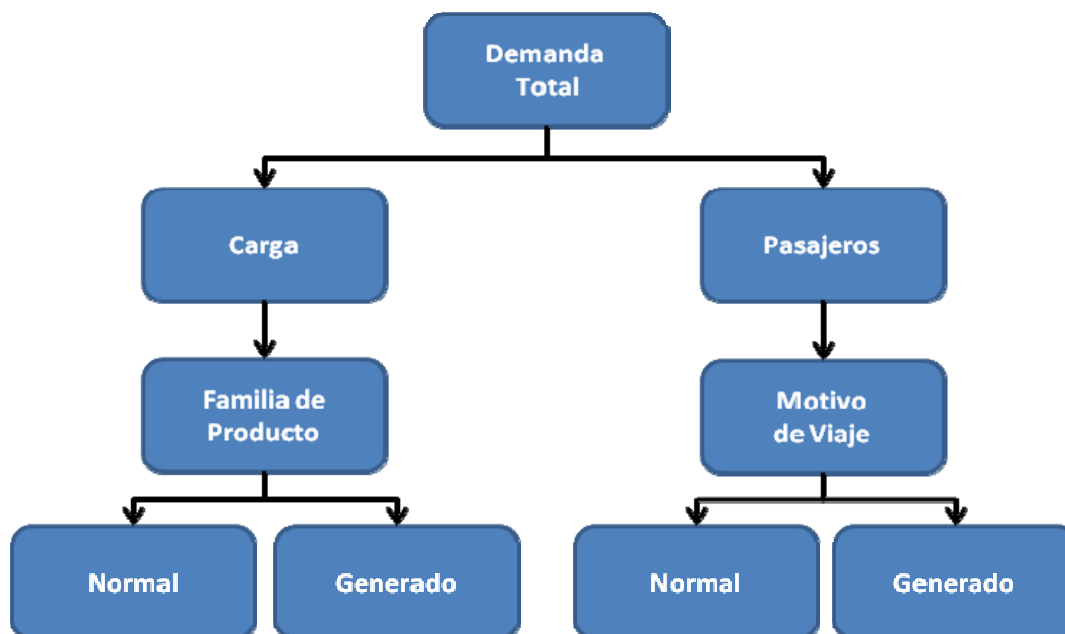 Demanda
Total
Carga
Pasajeros
Familia de
Producto
Motivo
de Viaje
Normal
Generado
Normal
Generado